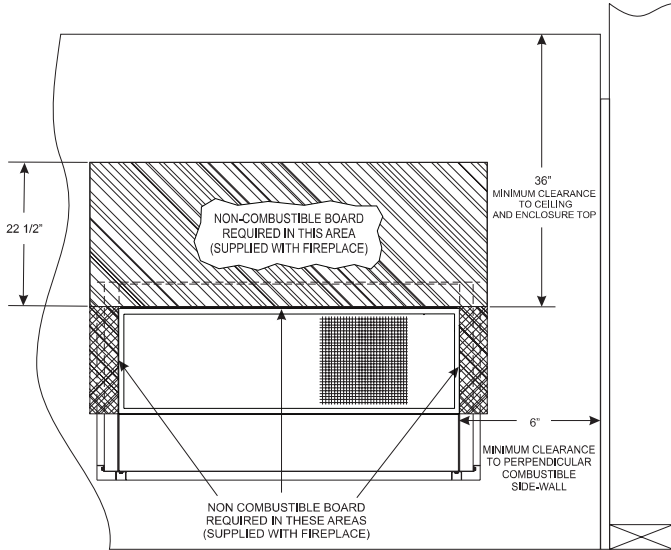 36"
MINIMUM CLEARANCE
TO CEILING
AND ENCLOSURE TOP
22 1/2"
NON-COMBUSTIBLE BOARD
REQUIRED IN THIS AREA
(SUPPLIED WITH FIREPLACE)
6"
MINIMUM CLEARANCE
TO PERPENDICULAR
COMBUSTIBLE
SIDE-WALL
NON COMBUSTIBLE BOARD
REQUIRED IN THESE AREAS
(SUPPLIED WITH FIREPLACE)